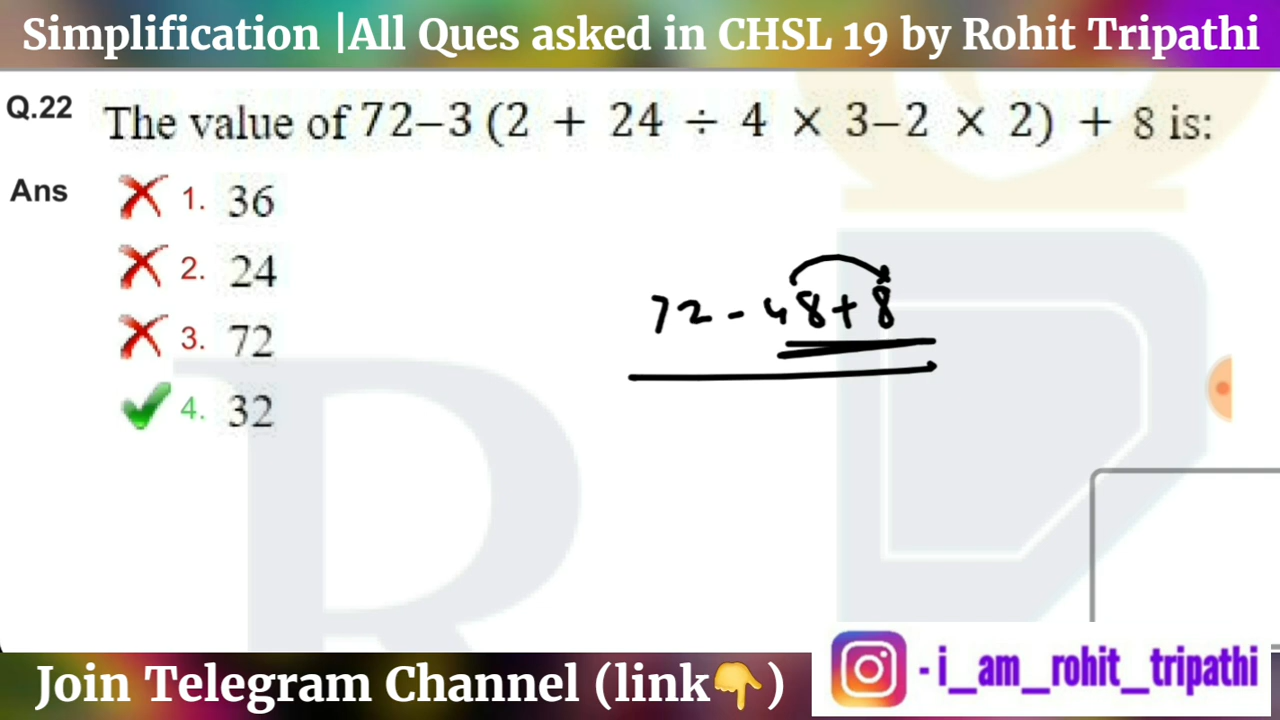 Simplification |All Ques asked in CHSL 19 by Rohit Tripathi
Q.22 The value of 72–3 (2 + 24 ÷ 4 × 3–2 × 2) + 8 is:
Ans
1. 36
2. 24
3. 72
4. 32
72 - 48 + 8
Join Telegram Channel (link👇)
- i_am_rohit_tripathi